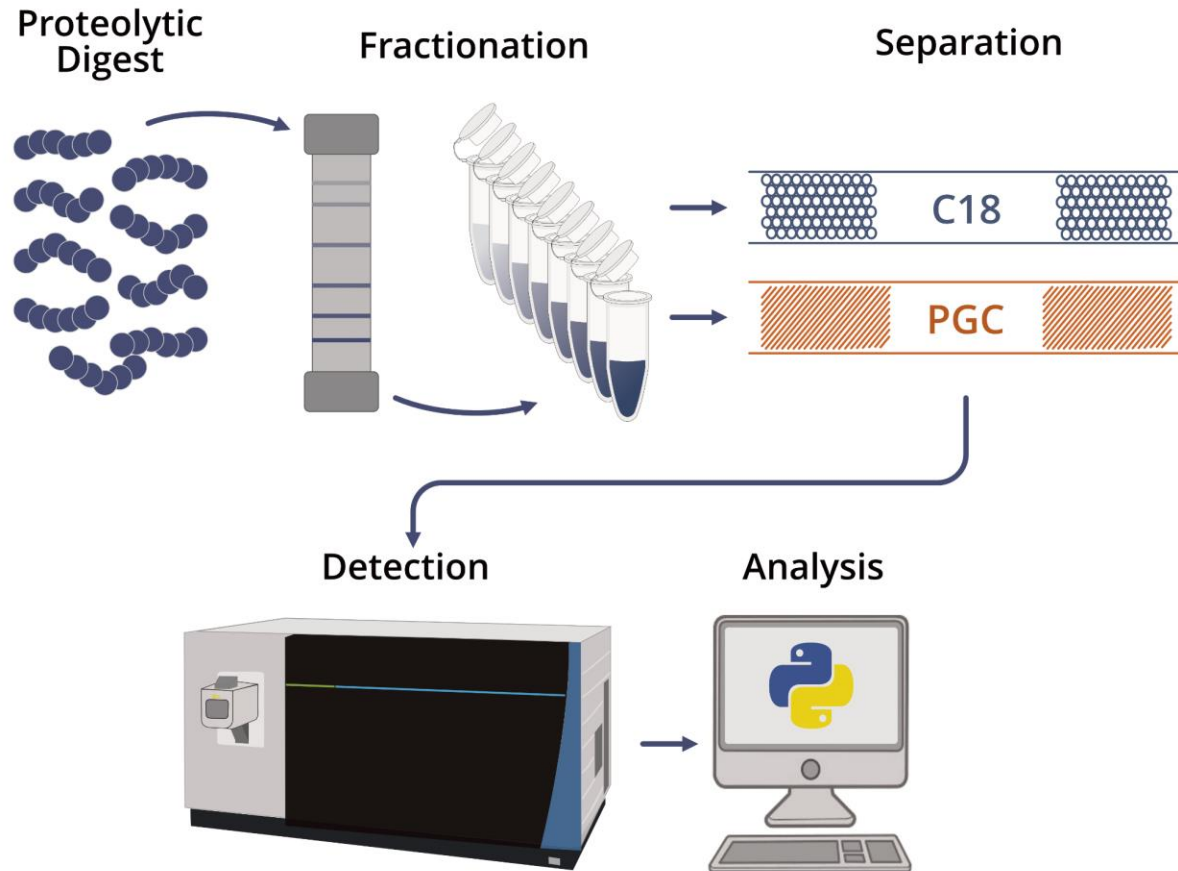 Proteolytic
Digest
Fractionation
Separation
C18
PGC
Detection
Analysis